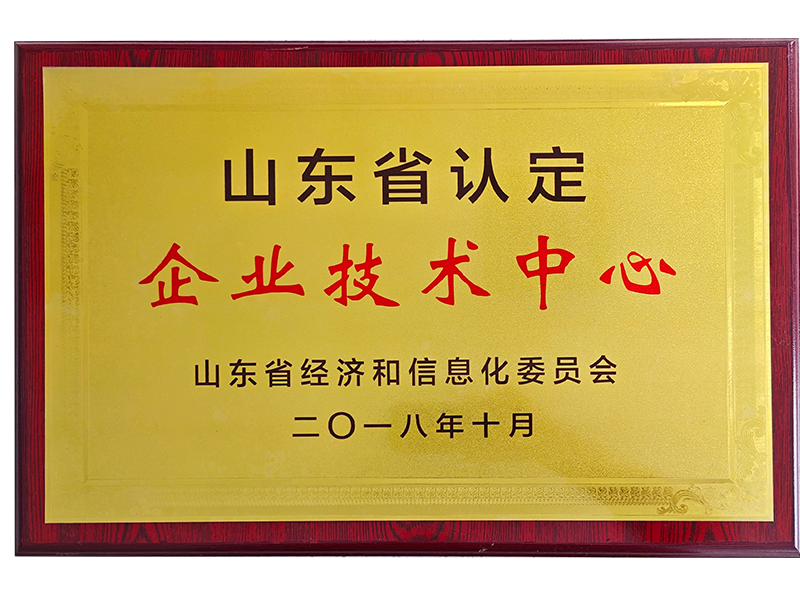 山东省认定
企业技术中心
山东省经济和信息化委员会
二〇一八年十月